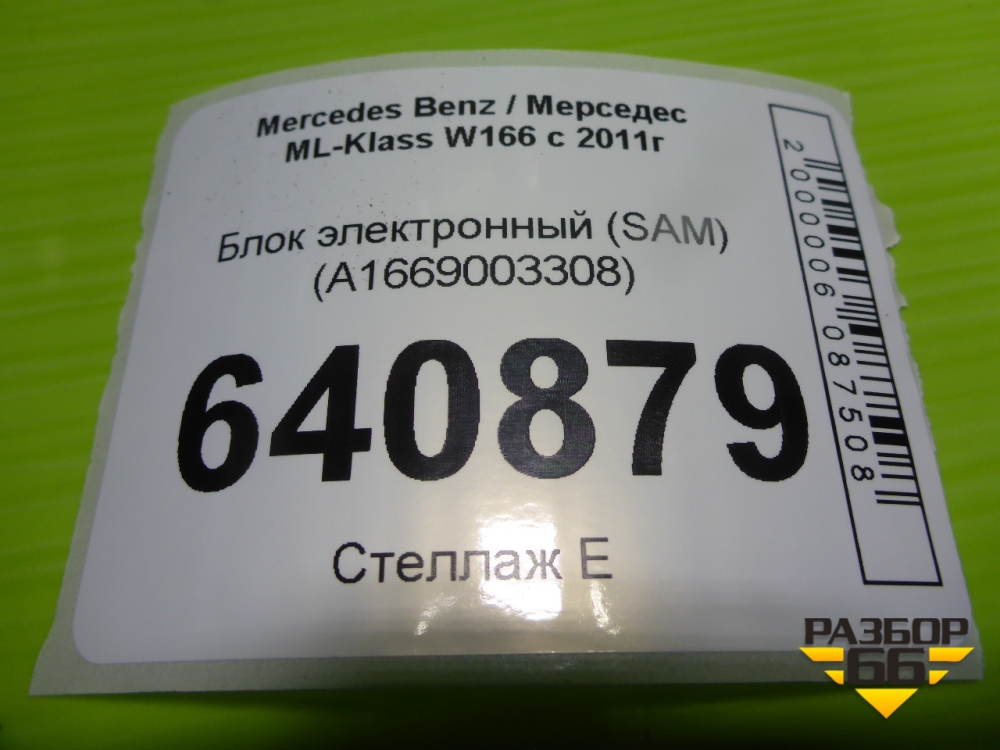 Mercedes Benz / Мерседес
ML-Klass W166 с 2011г
Блок электронный (SAM)
(A1669003308)
640879
Стеллаж Е
2000006087508
РАЗБОР
66